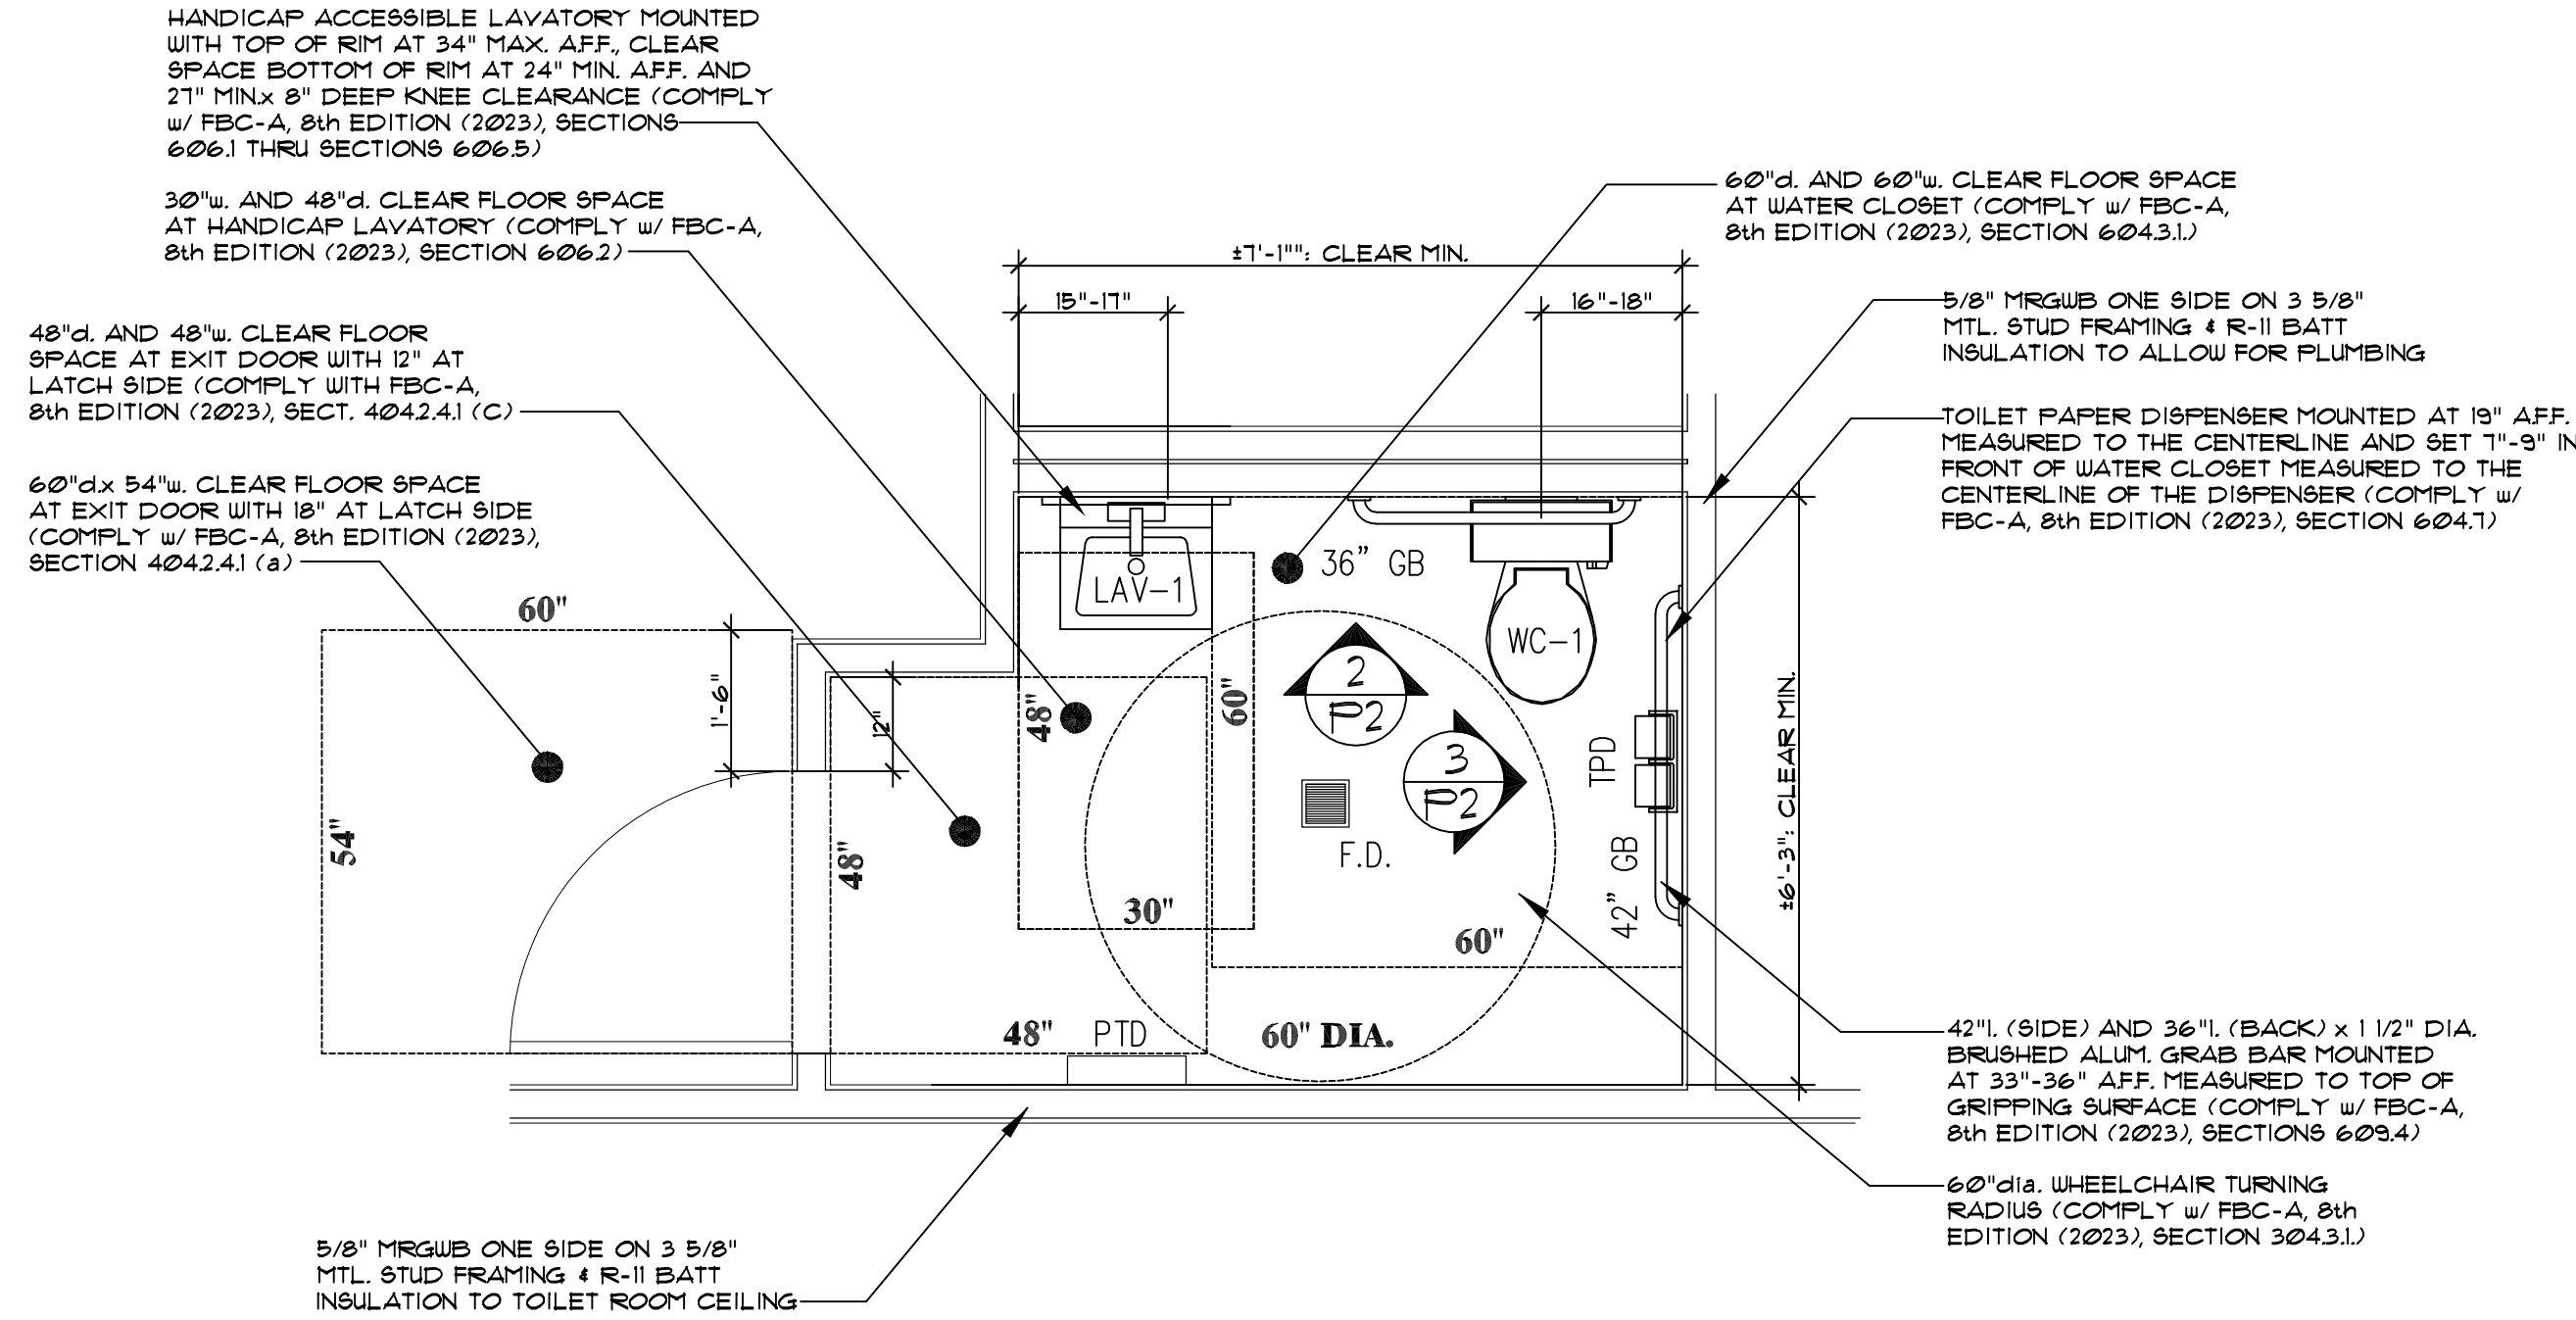 HANDICAP ACCESSIBLE LAVATORY MOUNTED
WITH TOP OF RIM AT 34" MAX. A.F.F., CLEAR
SPACE BOTTOM OF RIM AT 24" MIN. A.F.F. AND
27" MIN.x 8" DEEP KNEE CLEARANCE (COMPLY
w/ FBC-A, 8th EDITION (2023), SECTIONS
606.1 THRU SECTIONS 606.5)
30"w. AND 48"d. CLEAR FLOOR SPACE
AT HANDICAP LAVATORY (COMPLY w/ FBC-A,
8th EDITION (2023), SECTION 606.2)
48"d. AND 48"w. CLEAR FLOOR
SPACE AT EXIT DOOR WITH 12" AT
LATCH SIDE (COMPLY WITH FBC-A,
8th EDITION (2023), SECT. 404.2.4.1 (C)
60"d.x 54"w. CLEAR FLOOR SPACE
AT EXIT DOOR WITH 18" AT LATCH SIDE
(COMPLY w/ FBC-A, 8th EDITION (2023),
SECTION 404.2.4.1 (a)
60"d. AND 60"w. CLEAR FLOOR SPACE
AT WATER CLOSET (COMPLY w/ FBC-A,
8th EDITION (2023), SECTION 604.3.1.)
±7'-1"": CLEAR MIN.
15"-17"
16"-18"
5/8" MRGWB ONE SIDE ON 3 5/8"
MTL. STUD FRAMING & R-11 BATT
INSULATION TO ALLOW FOR PLUMBING
TOILET PAPER DISPENSER MOUNTED AT 19" A.F.F.
MEASURED TO THE CENTERLINE AND SET 7"-9" IN
FRONT OF WATER CLOSET MEASURED TO THE
CENTERLINE OF THE DISPENSER (COMPLY w/
FBC-A, 8th EDITION (2023), SECTION 604.7)
36" GB
LAV-1
WC-1
60"
54"
1'-6"
12"
48"
48"
60"
30"
2
P2
3
P2
F.D.
TPD
42" GB
60"
±6'-3": CLEAR MIN.
48"
PTD
60" DIA.
42"l. (SIDE) AND 36"l. (BACK) x 1 1/2" DIA.
BRUSHED ALUM. GRAB BAR MOUNTED
AT 33"-36" A.F.F. MEASURED TO TOP OF
GRIPPING SURFACE (COMPLY w/ FBC-A,
8th EDITION (2023), SECTIONS 609.4)
60"dia. WHEELCHAIR TURNING
RADIUS (COMPLY w/ FBC-A, 8th
EDITION (2023), SECTION 304.3.1.)
5/8" MRGWB ONE SIDE ON 3 5/8"
MTL. STUD FRAMING & R-11 BATT
INSULATION TO TOILET ROOM CEILING